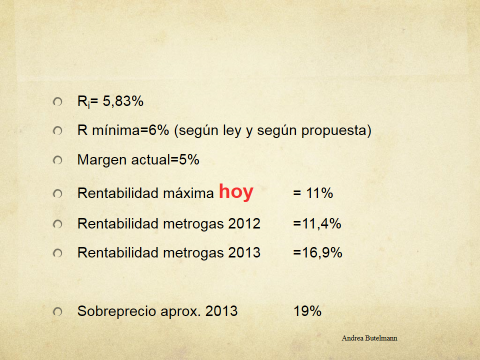 Ri= 5,83%
R mínima=6% (según ley y según propuesta)
Margen actual=5%
Rentabilidad máxima hoy = 11%
Rentabilidad metrogas 2012 =11,4%
Rentabilidad metrogas 2013 =16,9%
Sobreprecio aprox. 2013 19%
Andrea Butelmann